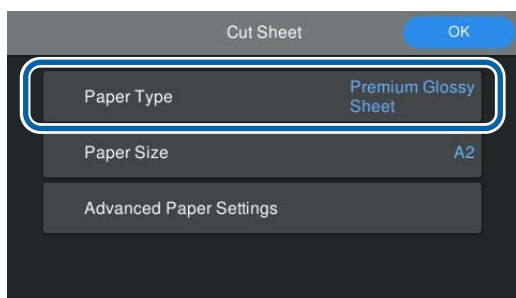 Cut Sheet
OK
Paper Type
Premium Glossy
Sheet
Paper Size
A2
Advanced Paper Settings